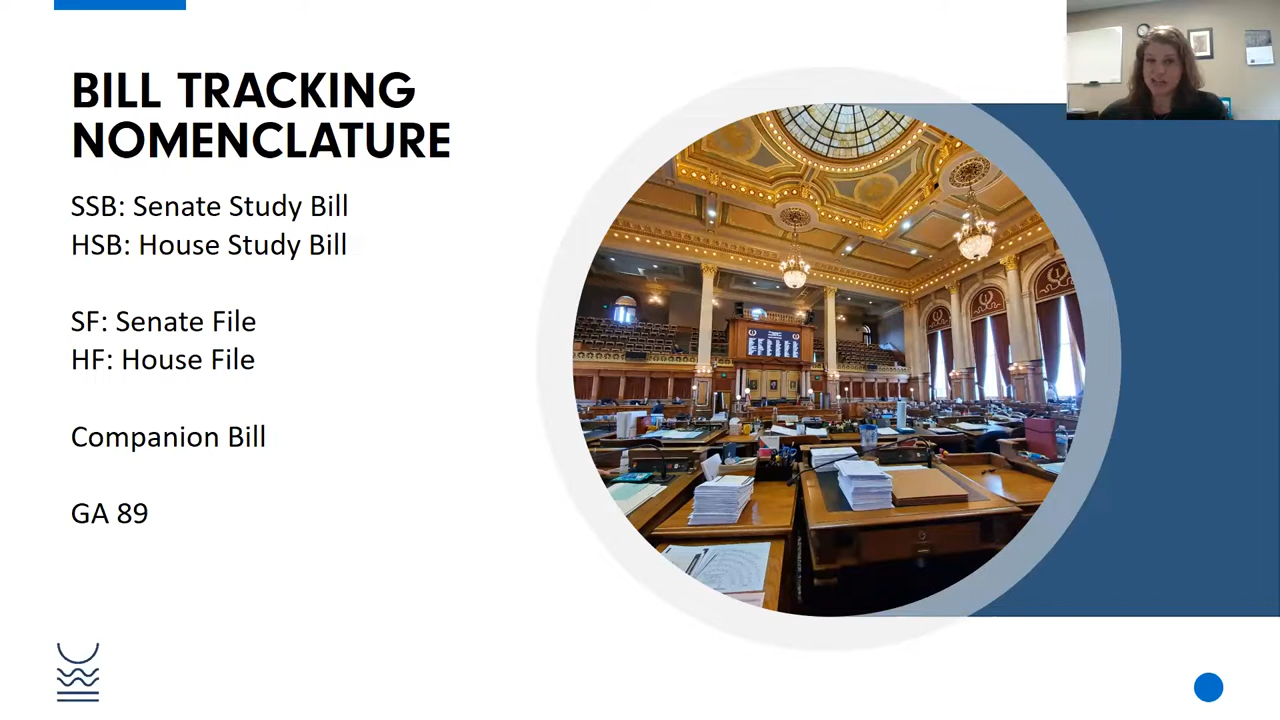 BILL TRACKING
NOMENCLATURE
SSB: Senate Study Bill
HSB: House Study Bill
SF: Senate File
HF: House File
Companion Bill
GA 89